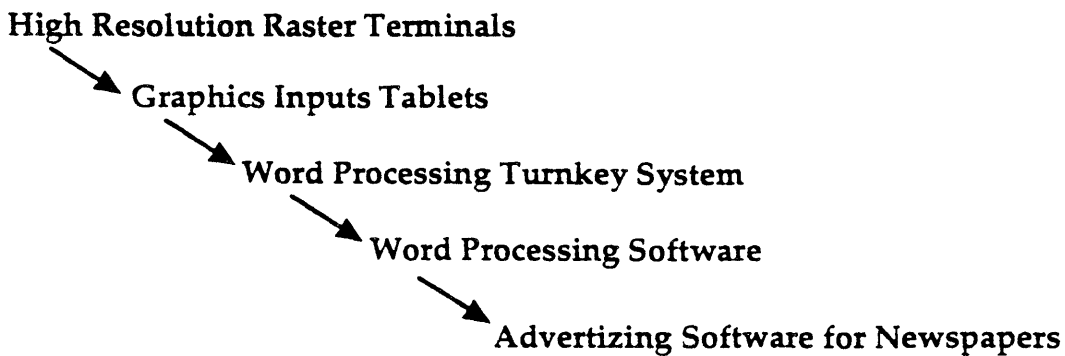 High Resolution Raster Terminals
Graphics Inputs Tablets
Word Processing Turnkey System
Word Processing Software
Advertizing Software for Newspapers